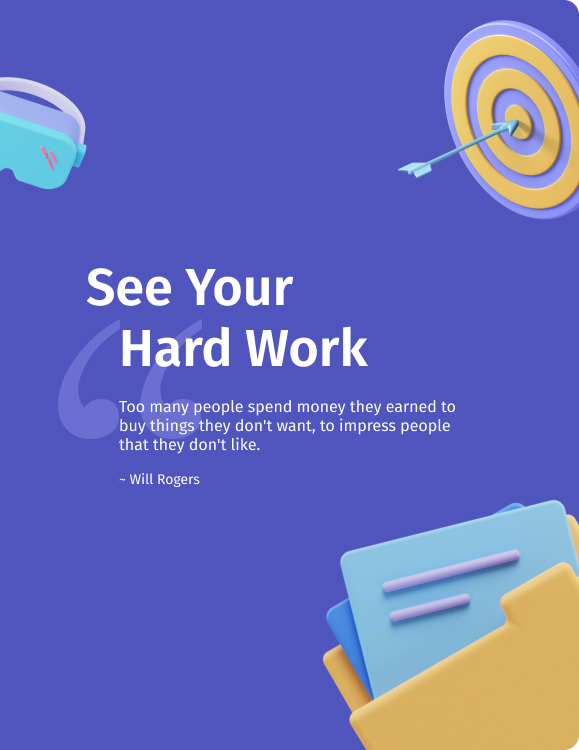 See Your
Hard Work
Too many people spend money they earned to
buy things they don't want, to impress people
that they don't like.
~ Will Rogers